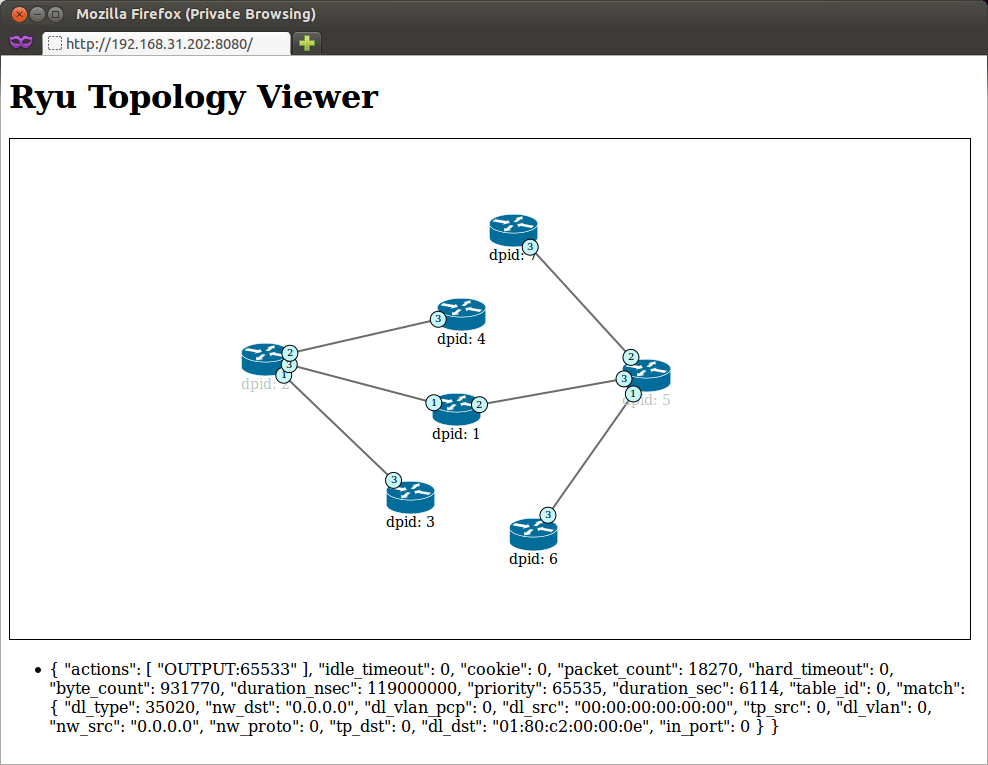 Mozilla Firefox (Private Browsing)
http://192.168.31.202:8080/
Ryu Topology Viewer
3
dpid: 7
3
dpid: 4
2
3
1
dpid: 2
2
3
1
dpid: 5
1
2
dpid: 1
3
dpid: 3
3
dpid: 6
• { "actions": [ "OUTPUT:65533" ], "idle_timeout": 0, "cookie": 0, "packet_count": 18270, "hard_timeout": 0,
"byte_count": 931770, "duration_nsec": 119000000, "priority": 65535, "duration_sec": 6114, "table_id": 0, "match":
{ "dl_type": 35020, "nw_dst": "0.0.0.0", "dl_vlan_pcp": 0, "dl_src": "00:00:00:00:00:00", "tp_src": 0, "dl_vlan": 0,
"nw_src": "0.0.0.0", "nw_proto": 0, "tp_dst": 0, "dl_dst": "01:80:c2:00:00:0e", "in_port": 0 } }